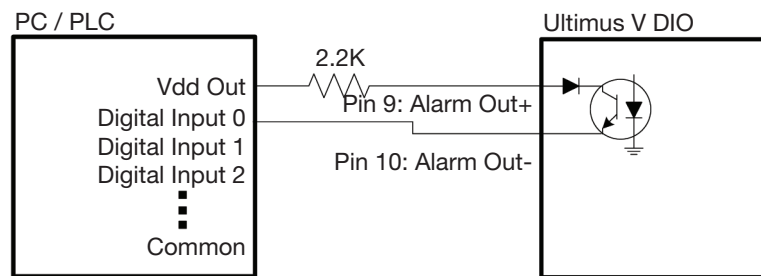 PC / PLC
Ultimus V DIO
2.2K
Vdd Out
Pin 9: Alarm Out+
Digital Input 0
Digital Input 1
Pin 10: Alarm Out-
Digital Input 2
Common